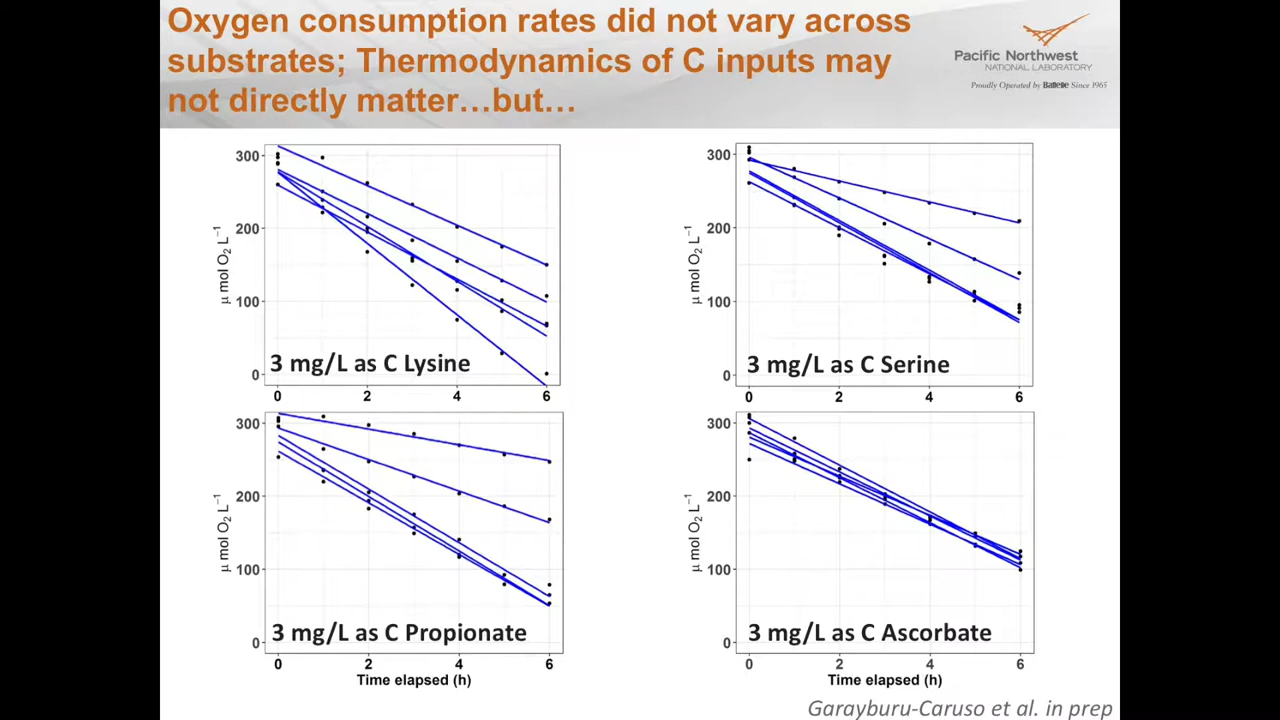 Oxygen consumption rates did not vary across
substrates; Thermodynamics of C inputs may
not directly matter…but…
Pacific Northwest
NATIONAL LABORATORY
Proudly Operated by Battelle Since 1965
300
200
100
0
μ mol O₂ L⁻¹
3 mg/L as C Lysine
0 2 4 6
300
200
100
0
μ mol O₂ L⁻¹
3 mg/L as C Serine
0 2 4 6
300
200
100
0
μ mol O₂ L⁻¹
3 mg/L as C Propionate
0 2 4 6
Time elapsed (h)
300
200
100
0
μ mol O₂ L⁻¹
3 mg/L as C Ascorbate
0 2 4 6
Time elapsed (h)
Garayburu-Caruso et al. in prep